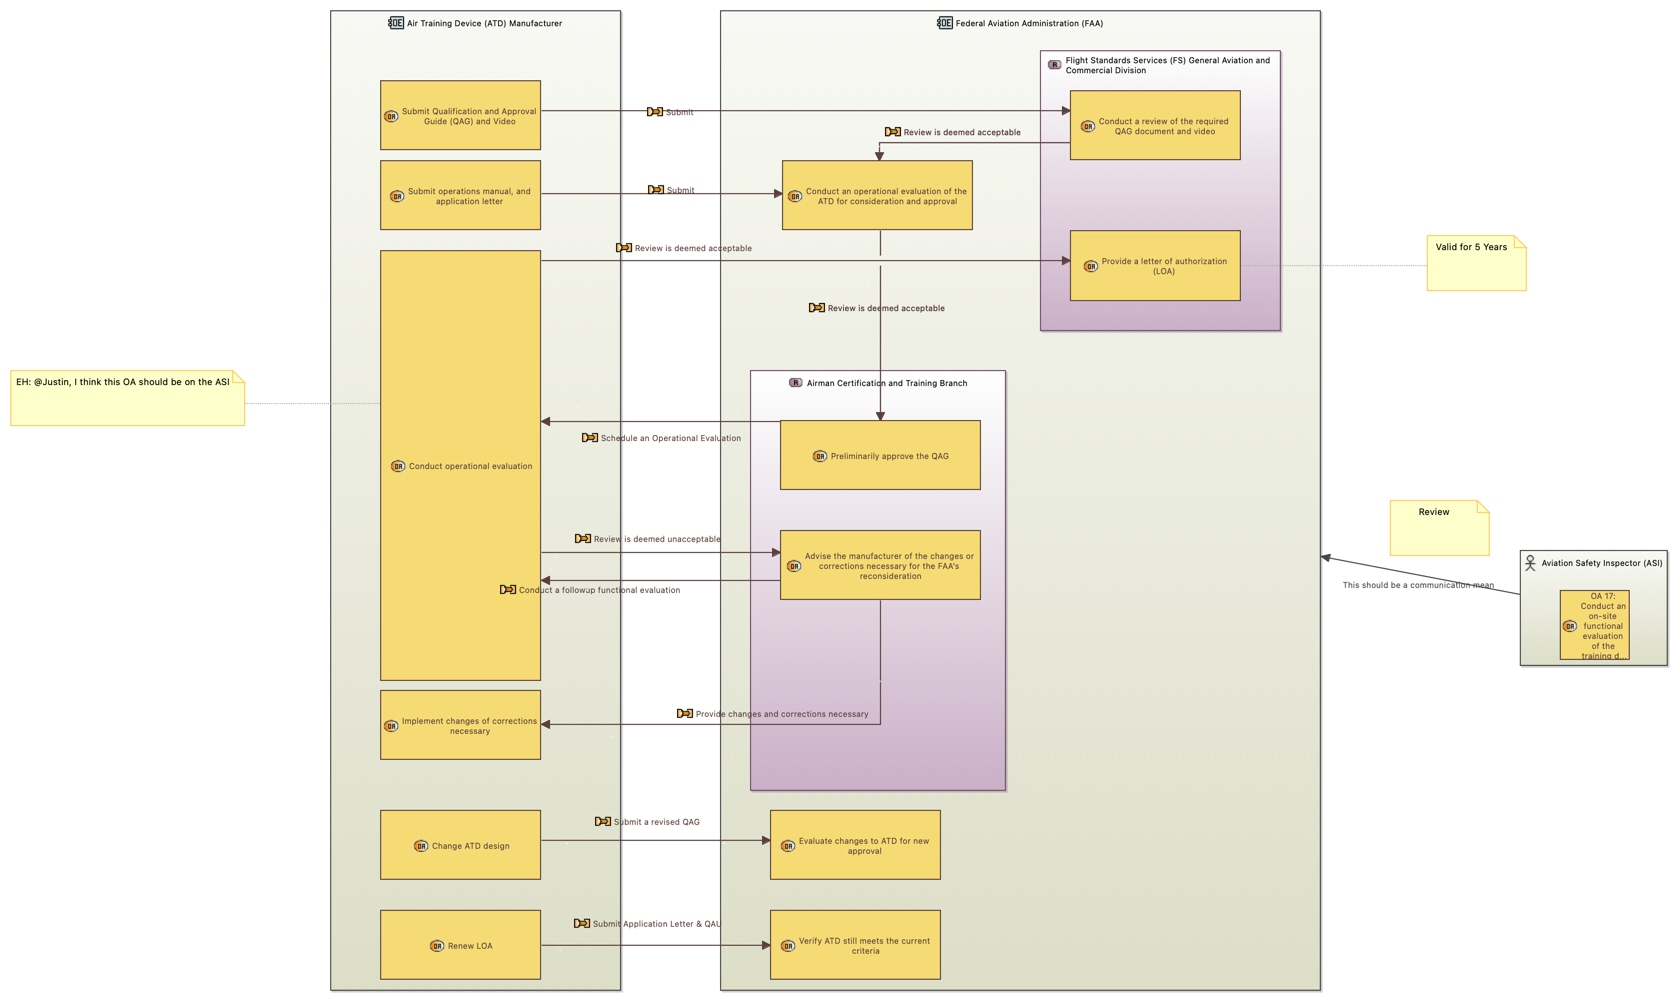 Air Training Device (ATD) Manufacturer
Federal Aviation Administration (FAA)
Flight Standards Services (FS) General Aviation and
Commercial Division
Submit Qualification and Approval
Guide (QAG) and Video
Submit
Conduct a review of the required
QAG document and video
Review is deemed acceptable
Submit operations manual, and
application letter
Submit
Conduct an operational evaluation of the
ATD for consideration and approval
Review is deemed acceptable
Provide a letter of authorization
(LOA)
Valid for 5 Years
Review is deemed acceptable
EH: @Justin, I think this OA should be on the ASI
Airman Certification and Training Branch
Schedule an Operational Evaluation
Preliminarily approve the QAG
Conduct operational evaluation
Review is deemed unacceptable
Advise the manufacturer of the changes or
corrections necessary for the FAA's
reconsideration
Conduct a followup functional evaluation
Review
Aviation Safety Inspector (ASI)
This should be a communication mean
OA 17:
Conduct an
on-site
functional
evaluation
of the
training d...
Provide changes and corrections necessary
Implement changes of corrections
necessary
Submit a revised QAG
Change ATD design
Evaluate changes to ATD for new
approval
Submit Application Letter & QAU
Renew LOA
Verify ATD still meets the current
criteria